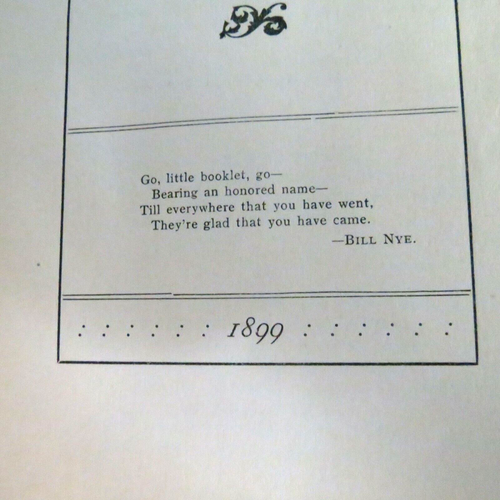 Go, little booklet, go—
Bearing an honored name—
Till everywhere that you have went,
They're glad that you have came.
—BILL NYE.
: : : : : : 1899 : : : : : :